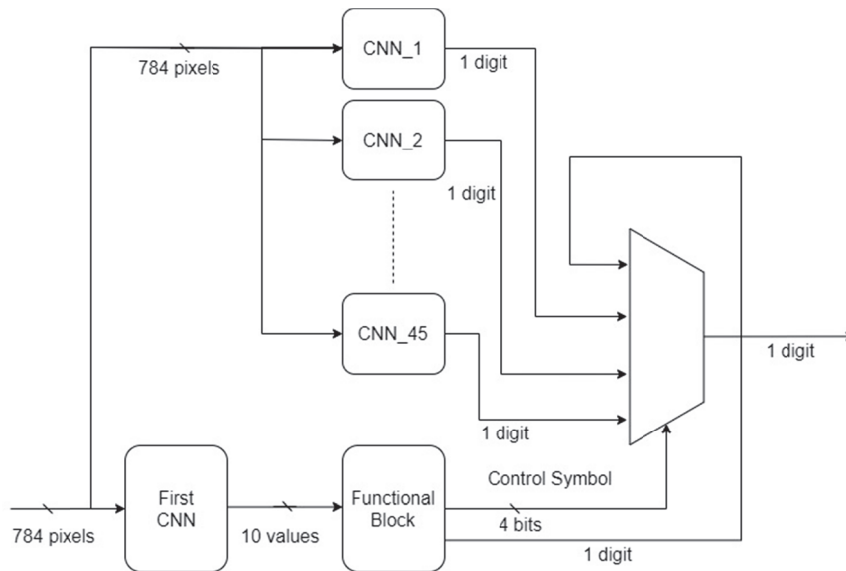 CNN_1
1 digit
784 pixels
CNN_2
1 digit
CNN_45
1 digit
1 digit
First
CNN
784 pixels
10 values
Functional
Block
Control Symbol
4 bits
1 digit